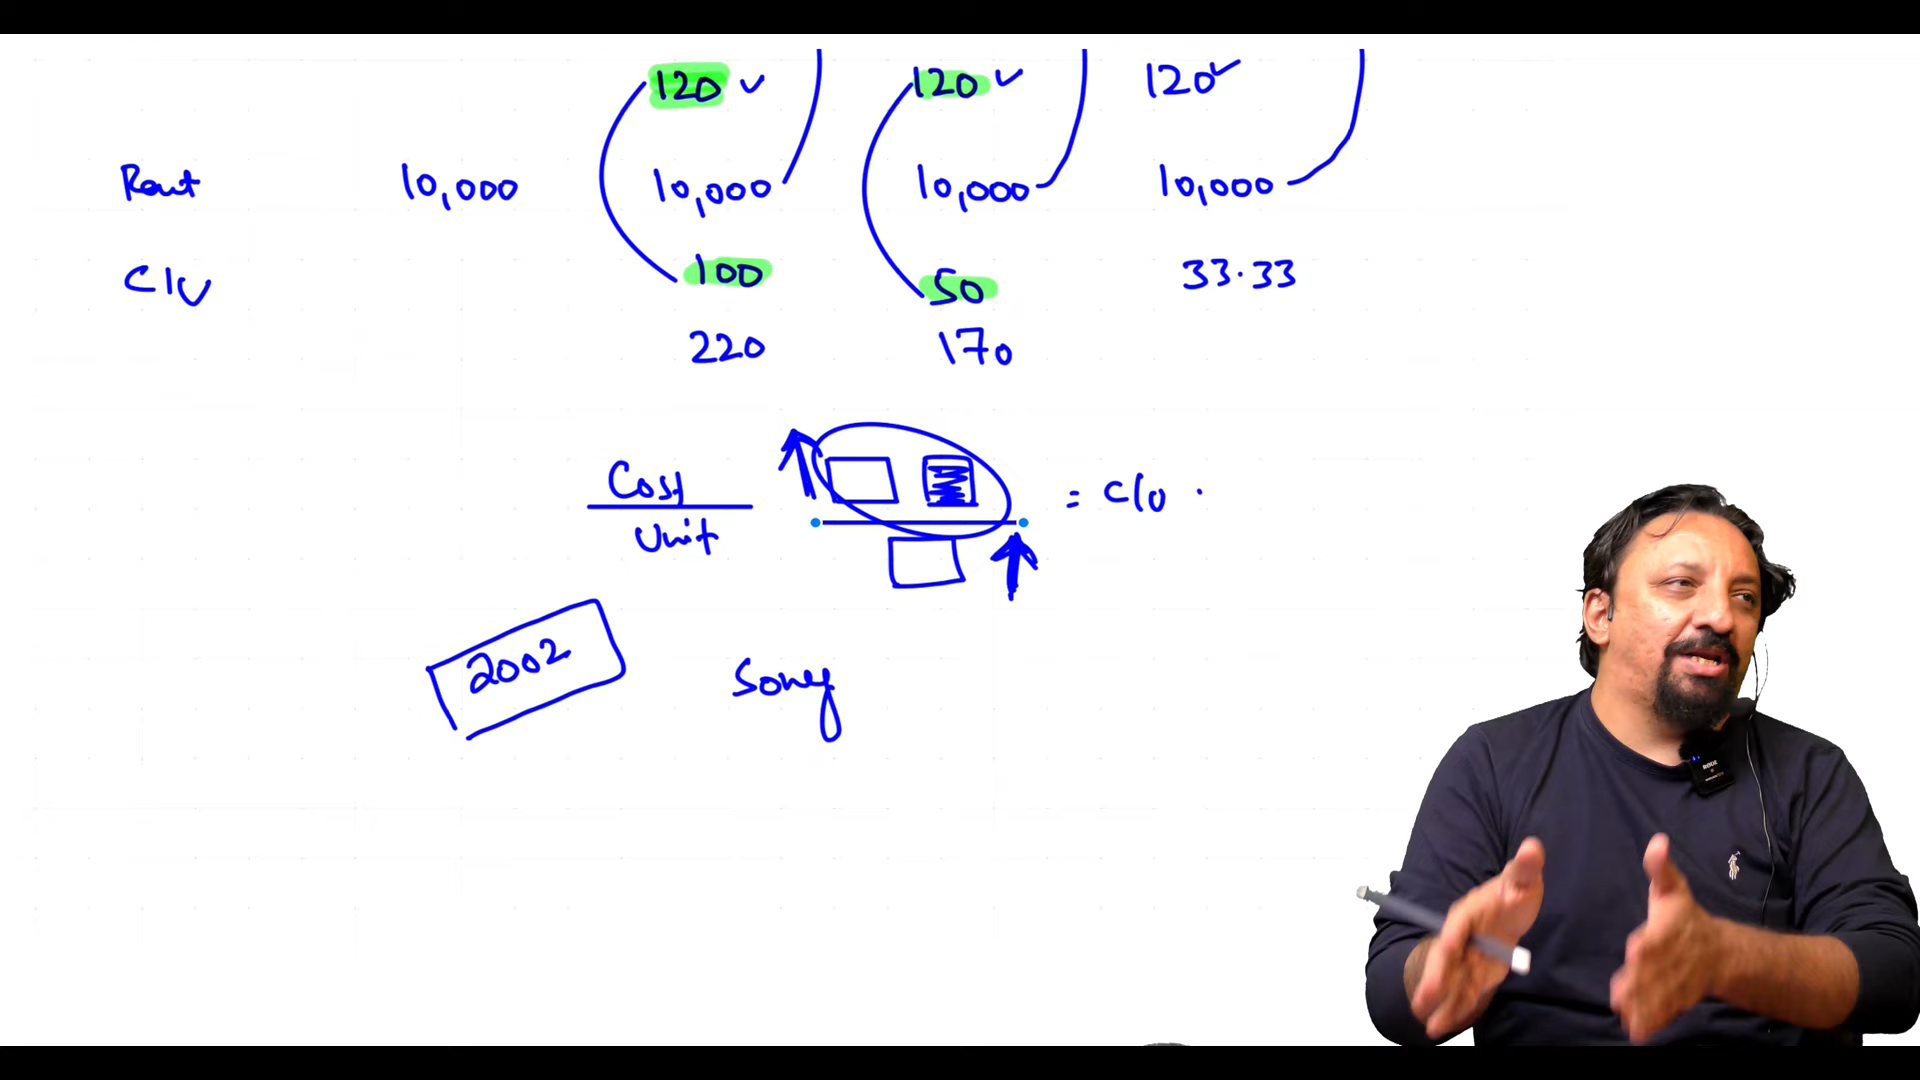 120 120 120
Rent 10,000 10,000 10,000 10,000
C/U 100 50 33.33
220 170
Cost
Unit
= C/U
2002
Sony
RODE